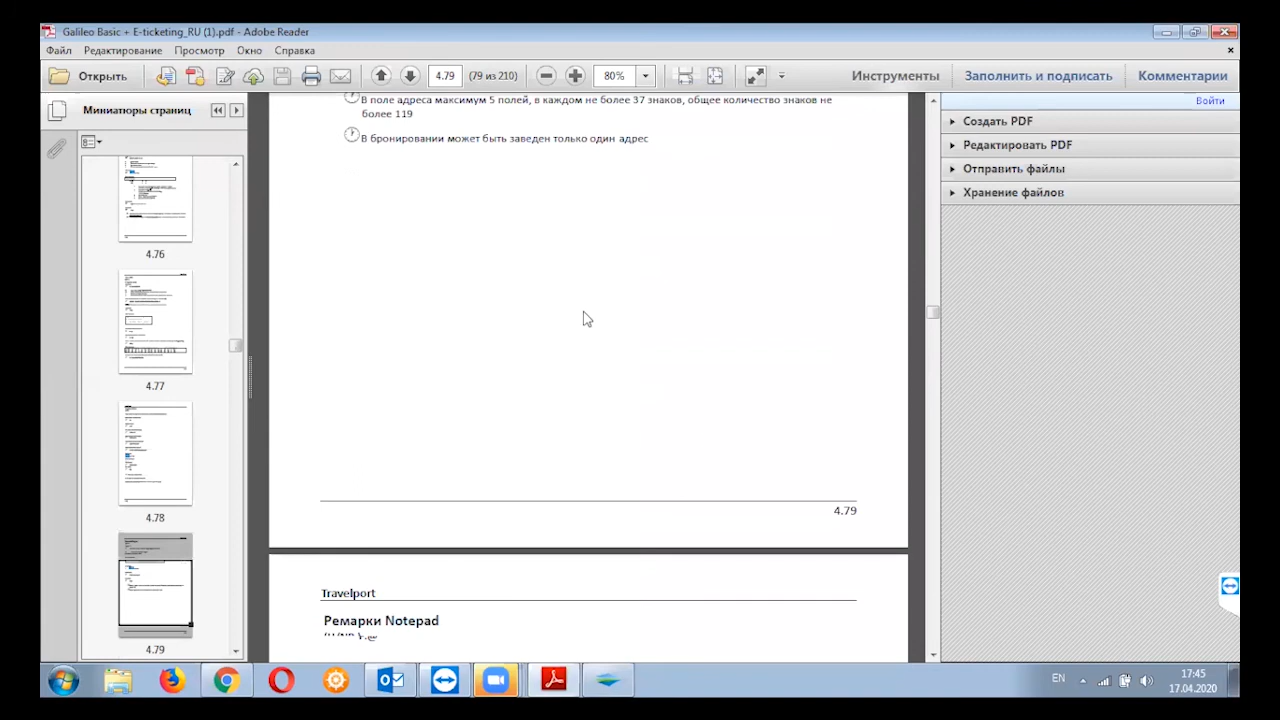 Galileo Basic + E-ticketing_RU (1).pdf - Adobe Reader
Файл Редактирование Просмотр Окно Справка
Открыть 4.79 (79 из 210) 80% Инструменты Заполнить и подписать Комментарии
Миниатюры страниц
Войти
Создать PDF
Редактировать PDF
Отправить файлы
Хранение файлов
4.76
4.77
4.78
4.79
В поле адреса максимум 5 полей, в каждом не более 37 знаков, общее количество знаков не
более 119
В бронировании может быть заведен только один адрес
4.79
Travelport
Ремарки Notepad
EN
17:45
17.04.2020